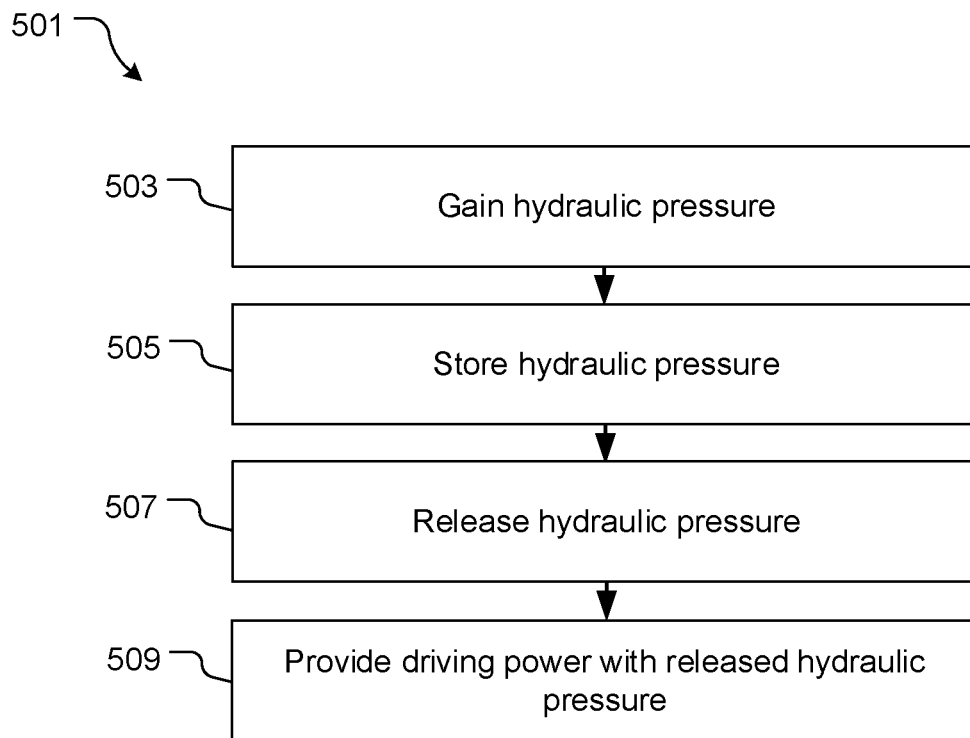 501
503
Gain hydraulic pressure
505
Store hydraulic pressure
507
Release hydraulic pressure
509
Provide driving power with released hydraulic
pressure